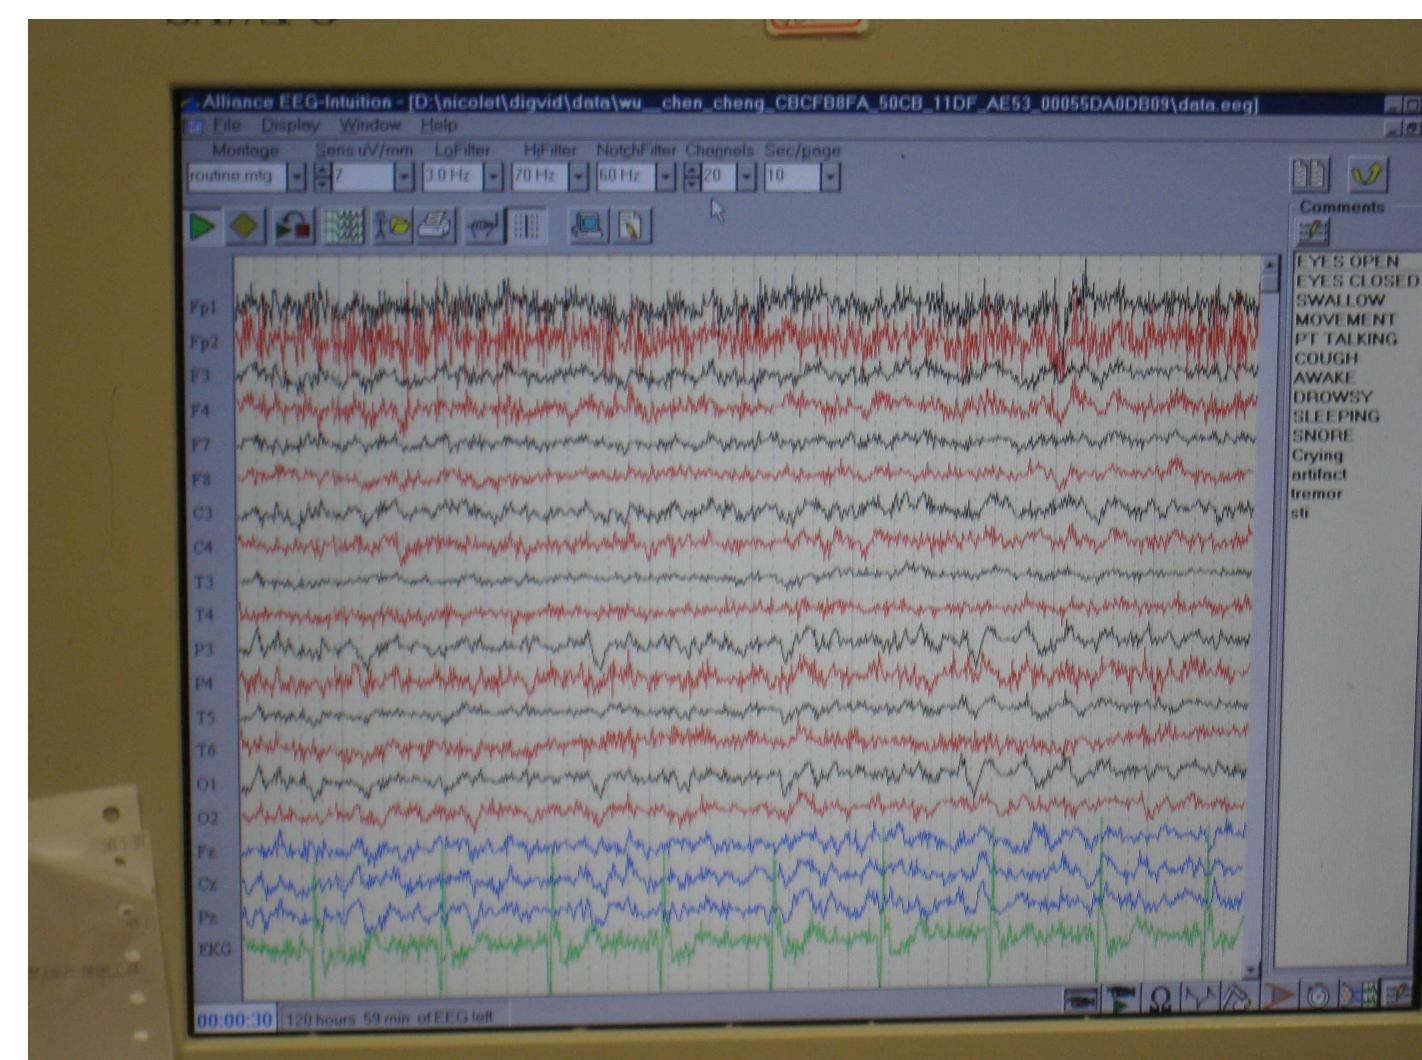 Alliance EEG-Intuition - [D:\nicolet\digvid\data\wu__chen_cheng_CBCFB8FA_50CB_11DF_AE53_00055DA0DB09\data.eeg]
File Display Window Help
Montage Sens uV/mm LoFilter HiFilter NotchFilter Channels Sec/page
routine.mtg 7 3.0 Hz 70 Hz 60 Hz 20 10
Comments
EYES OPEN
EYES CLOSED
SWALLOW
MOVEMENT
PT TALKING
COUGH
AWAKE
DROWSY
SLEEPING
SNORE
Crying
artifact
tremor
sti
Fp1
Fp2
F3
F4
F7
F8
C3
C4
T3
T4
P3
P4
T5
T6
O1
O2
Fz
Cz
Pz
EKG
00:00:30 120 hours 59 min of EEG left